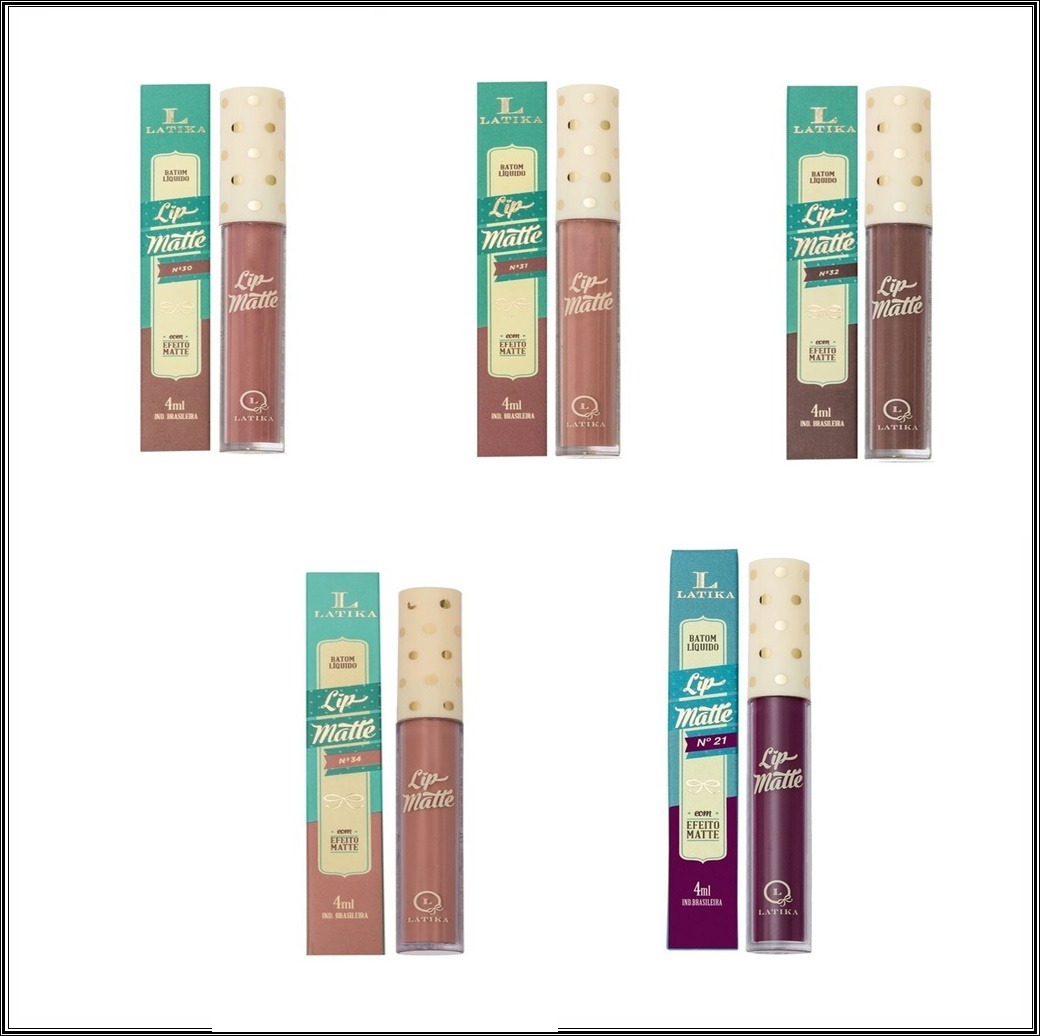 L
LATIKA
BATOM
LÍQUIDO
Lip
Matte
Nº30
com
EFEITO
MATTE
4ml
IND. BRASILEIRA
Lip
Matte
L
LATIKA
L
LATIKA
BATOM
LÍQUIDO
Lip
Matte
Nº31
com
EFEITO
MATTE
4ml
IND. BRASILEIRA
Lip
Matte
L
LATIKA
L
LATIKA
BATOM
LÍQUIDO
Lip
Matte
Nº32
com
EFEITO
MATTE
4ml
IND. BRASILEIRA
Lip
Matte
L
LATIKA
L
LATIKA
BATOM
LÍQUIDO
Lip
Matte
Nº34
com
EFEITO
MATTE
4ml
IND. BRASILEIRA
Lip
Matte
L
LATIKA
L
LATIKA
BATOM
LÍQUIDO
Lip
Matte
Nº 21
com
EFEITO
MATTE
4ml
IND. BRASILEIRA
Lip
Matte
L
LATIKA